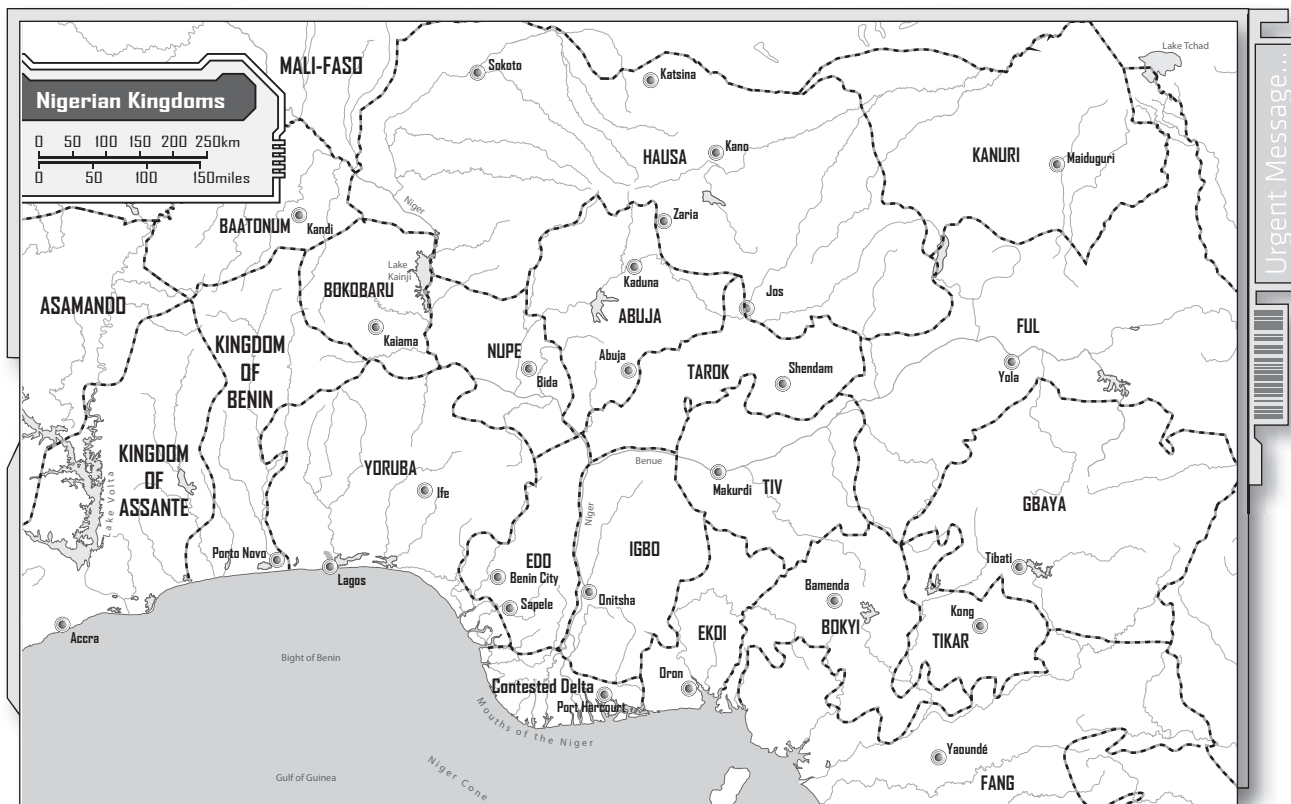 MALI-FASO
Nigerian Kingdoms
0 50 100 150 200 250km
0 50 100 150miles
Lake Tchad
Urgent Message...
Sokoto
Katsina
HAUSA
Kano
KANURI
Maiduguri
Niger
BAATONUM
Kandi
Zaria
Lake
Kainji
BOKOBARU
Kaduna
ASAMANDO
Jos
ABUJA
Kaiama
KINGDOM
OF
BENIN
NUPE
Bida
Abuja
TAROK
Shendam
FUL
Yola
KINGDOM
OF
ASSANTE
Lake Volta
YORUBA
Ife
Benue
Niger
Makurdi
TIV
GBAYA
Porto Novo
Lagos
EDO
Benin City
Sapele
IGBO
Onitsha
Tibati
Bamenda
BOKYI
Kong
TIKAR
Accra
EKOI
Bight of Benin
Oron
Contested Delta
Port Harcourt
Mouths of the Niger
Yaoundé
FANG
Gulf of Guinea
Niger Cone